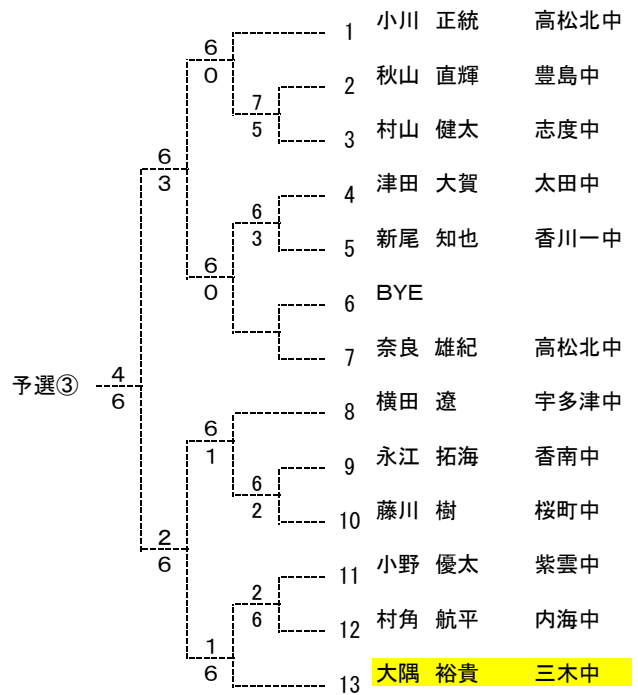 1 小川 正統 高松北中
6
0
2 秋山 直輝 豊島中
7
5
3 村山 健太 志度中
6
3
4 津田 大賀 太田中
6
3
5 新尾 知也 香川一中
6
0
6 BYE
7 奈良 雄紀 高松北中
予選③
4
6
8 横田 遼 宇多津中
6
1
9 永江 拓海 香南中
6
2
10 藤川 樹 桜町中
2
6
11 小野 優太 紫雲中
2
6
12 村角 航平 内海中
1
6
13 大隅 裕貴 三木中